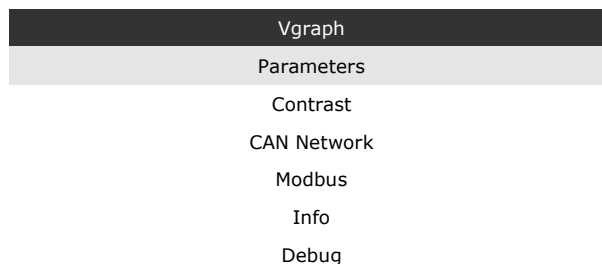 Vgraph
Parameters
Contrast
CAN Network
Modbus
Info
Debug